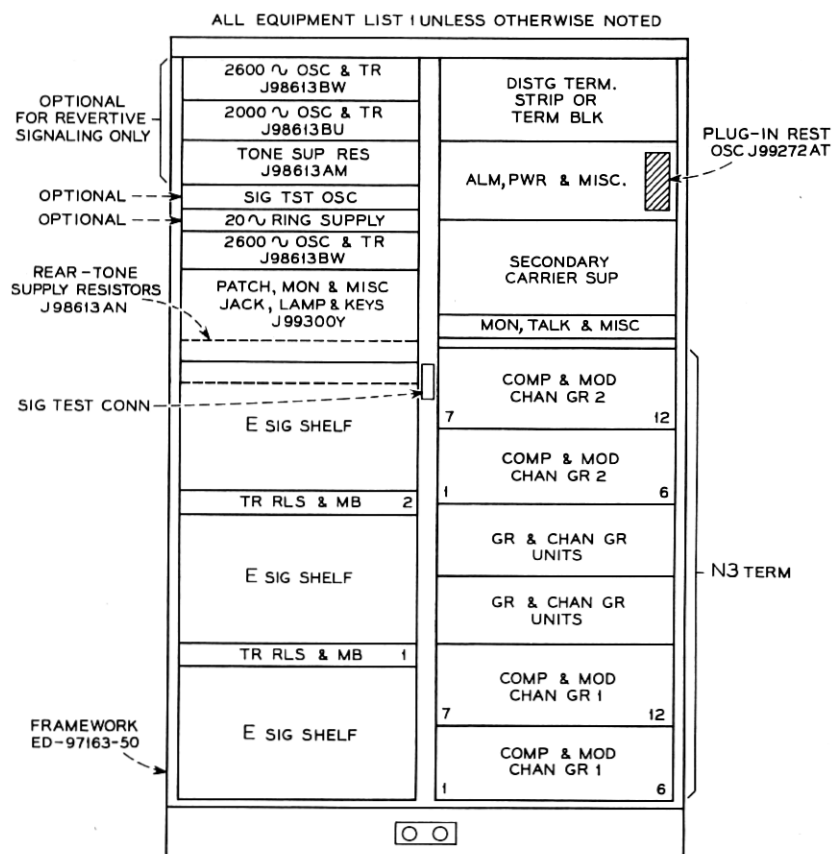 ALL EQUIPMENT LIST 1 UNLESS OTHERWISE NOTED
OPTIONAL
FOR REVERTIVE
SIGNALING ONLY
OPTIONAL
OPTIONAL
REAR-TONE
SUPPLY RESISTORS
J98613AN
SIG TEST CONN
FRAMEWORK
ED-97163-50
2600 ∿ OSC & TR
J98613BW
2000 ∿ OSC & TR
J98613BU
TONE SUP RES
J98613AM
SIG TST OSC
20 ∿ RING SUPPLY
2600 ∿ OSC & TR
J98613BW
PATCH, MON & MISC
JACK, LAMP & KEYS
J99300Y
E SIG SHELF
TR RLS & MB 2
E SIG SHELF
TR RLS & MB 1
E SIG SHELF
DISTG TERM.
STRIP OR
TERM BLK
ALM, PWR & MISC.
SECONDARY
CARRIER SUP
MON, TALK & MISC
COMP & MOD
CHAN GR 2
7 12
COMP & MOD
CHAN GR 2
1 6
GR & CHAN GR
UNITS
GR & CHAN GR
UNITS
COMP & MOD
CHAN GR 1
7 12
COMP & MOD
CHAN GR 1
1 6
PLUG-IN REST
OSC J99272AT
N3 TERM